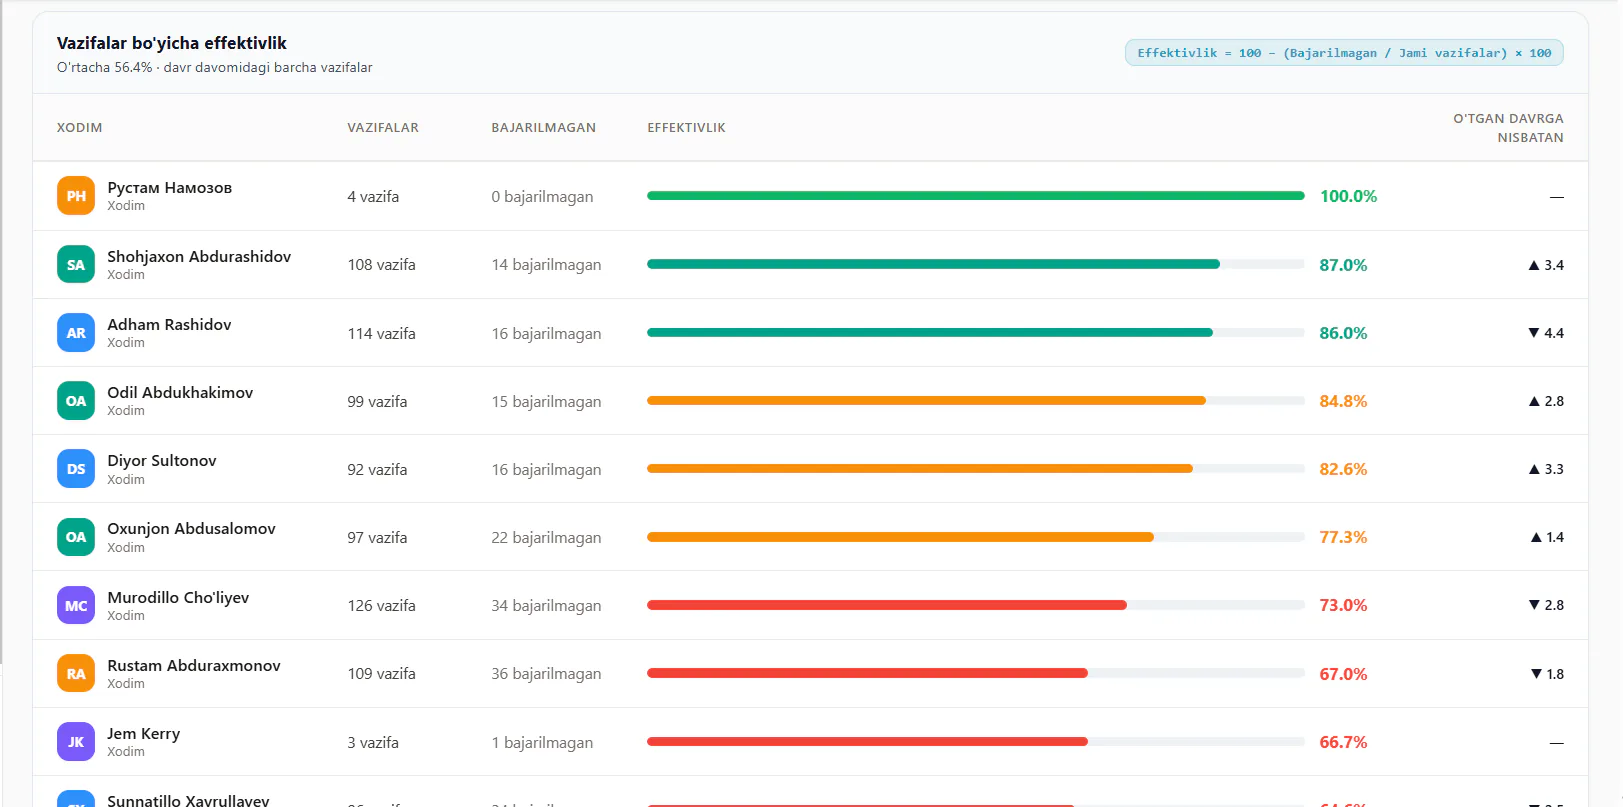 Vazifalar bo'yicha effektivlik
O'rtacha 56.4% · davr davomidagi barcha vazifalar
Effektivlik = 100 − (Bajarilmagan / Jami vazifalar) × 100
XODIM VAZIFALAR BAJARILMAGAN EFFEKTIVLIK O'TGAN DAVRGA
NISBATAN
РН Рустам Намозов 4 vazifa 0 bajarilmagan 100.0% —
Xodim
SA Shohjaxon Abdurashidov 108 vazifa 14 bajarilmagan 87.0% ▲ 3.4
Xodim
AR Adham Rashidov 114 vazifa 16 bajarilmagan 86.0% ▼ 4.4
Xodim
OA Odil Abdukhakimov 99 vazifa 15 bajarilmagan 84.8% ▲ 2.8
Xodim
DS Diyor Sultonov 92 vazifa 16 bajarilmagan 82.6% ▲ 3.3
Xodim
OA Oxunjon Abdusalomov 97 vazifa 22 bajarilmagan 77.3% ▲ 1.4
Xodim
MC Murodillo Cho'liyev 126 vazifa 34 bajarilmagan 73.0% ▼ 2.8
Xodim
RA Rustam Abduraxmonov 109 vazifa 36 bajarilmagan 67.0% ▼ 1.8
Xodim
JK Jem Kerry 3 vazifa 1 bajarilmagan 66.7% —
Xodim
Sunnatillo Xayrullayev